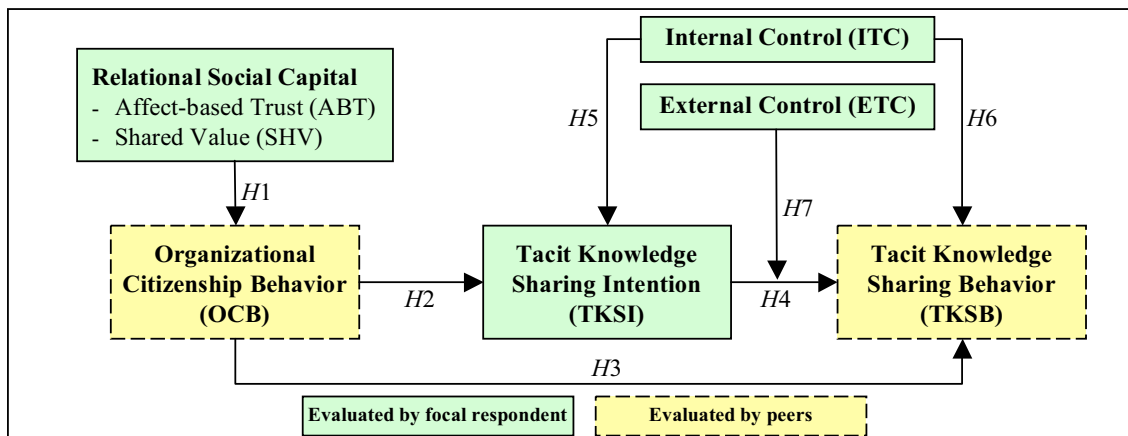 Internal Control (ITC)
Relational Social Capital
- Affect-based Trust (ABT)
- Shared Value (SHV)
External Control (ETC)
H5
H6
H1
H7
Organizational
Citizenship Behavior
(OCB)
H2
Tacit Knowledge
Sharing Intention
(TKSI)
H4
Tacit Knowledge
Sharing Behavior
(TKSB)
H3
Evaluated by focal respondent
Evaluated by peers